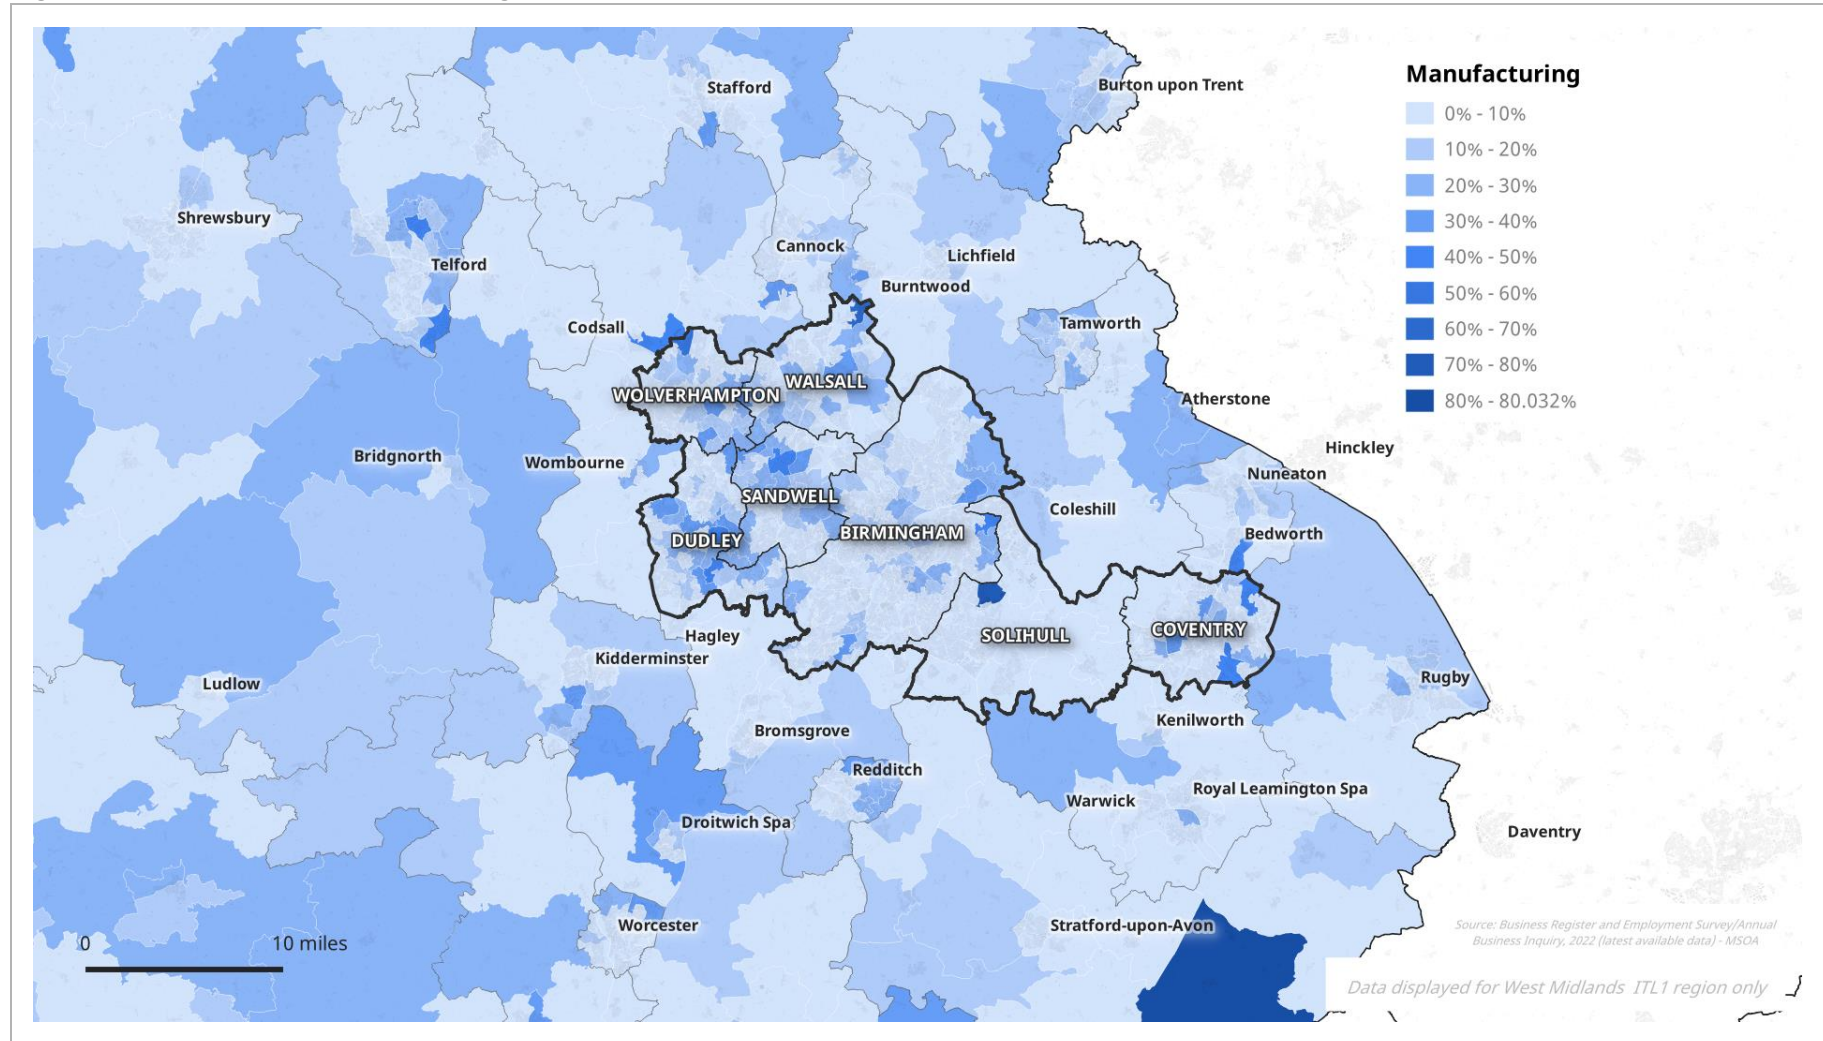 Stafford
Burton upon Trent
Shrewsbury
Telford
Cannock
Lichfield
Burntwood
Codsall
Tamworth
WOLVERHAMPTON
WALSALL
Atherstone
Hinckley
Bridgnorth
Wombourne
Nuneaton
SANDWELL
Coleshill
DUDLEY
BIRMINGHAM
Bedworth
Hagley
SOLIHULL
COVENTRY
Kidderminster
Ludlow
Rugby
Bromsgrove
Kenilworth
Redditch
Warwick
Royal Leamington Spa
Droitwich Spa
Daventry
Worcester
Stratford-upon-Avon
0
10 miles
Manufacturing
0% - 10%
10% - 20%
20% - 30%
30% - 40%
40% - 50%
50% - 60%
60% - 70%
70% - 80%
80% - 80.032%
Source: Business Register and Employment Survey/Annual
Business Inquiry, 2022 (latest available data) - MSOA
Data displayed for West Midlands ITL1 region only